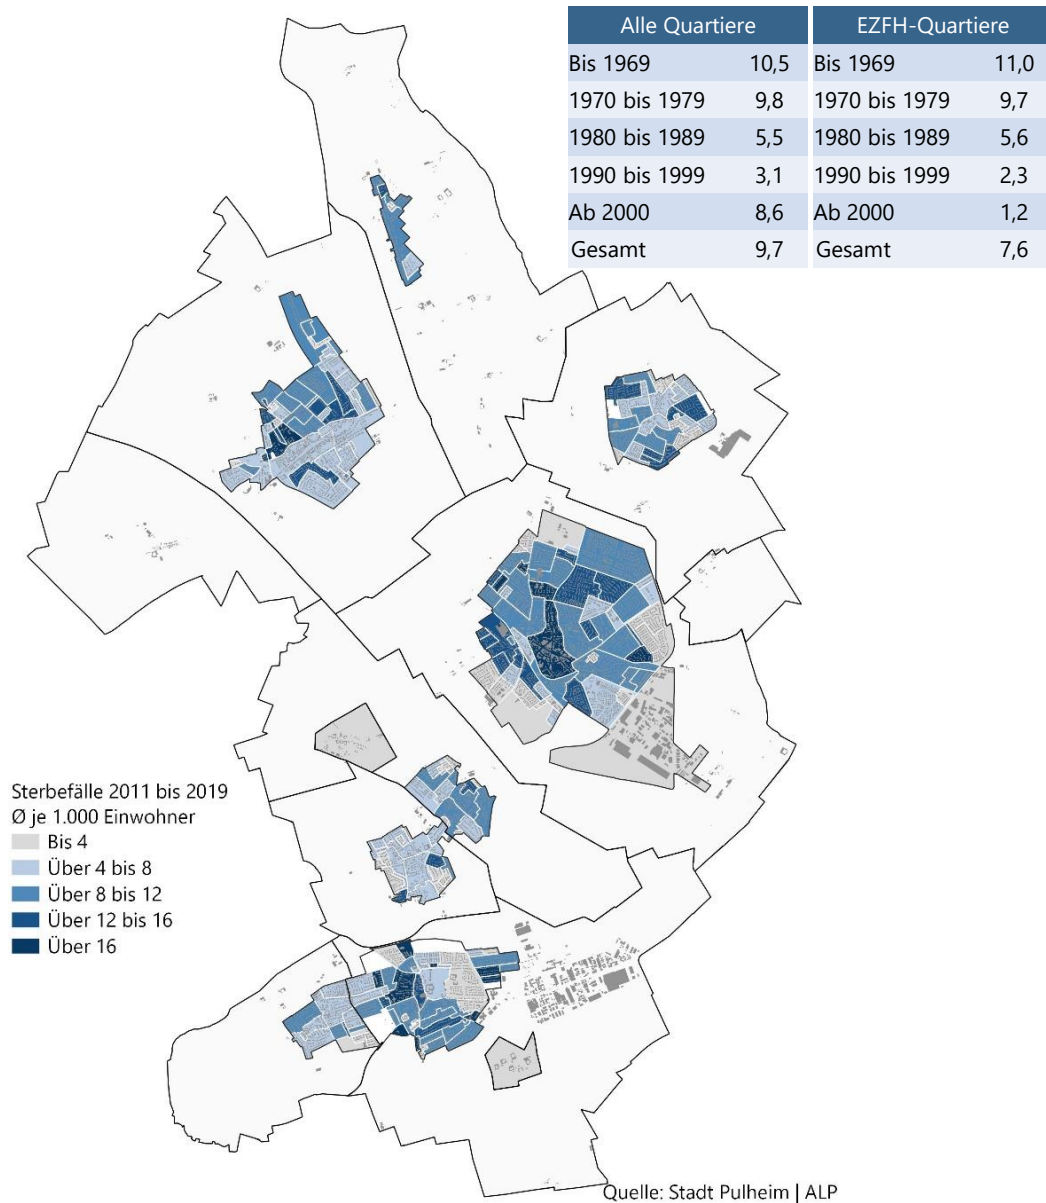 Alle Quartiere EZFH-Quartiere
Bis 1969 10,5 Bis 1969 11,0
1970 bis 1979 9,8 1970 bis 1979 9,7
1980 bis 1989 5,5 1980 bis 1989 5,6
1990 bis 1999 3,1 1990 bis 1999 2,3
Ab 2000 8,6 Ab 2000 1,2
Gesamt 9,7 Gesamt 7,6
Sterbefälle 2011 bis 2019
Ø je 1.000 Einwohner
Bis 4
Über 4 bis 8
Über 8 bis 12
Über 12 bis 16
Über 16
Quelle: Stadt Pulheim | ALP